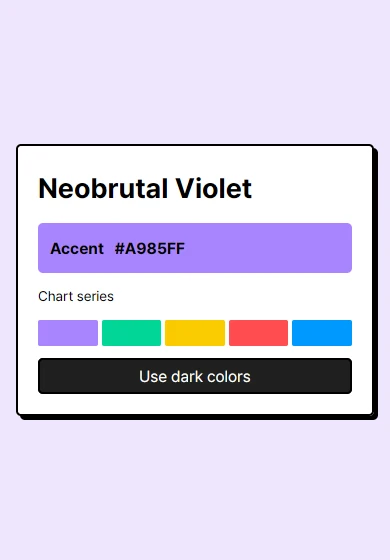 Neobrutal Violet
Accent #A985FF
Chart series
Use dark colors